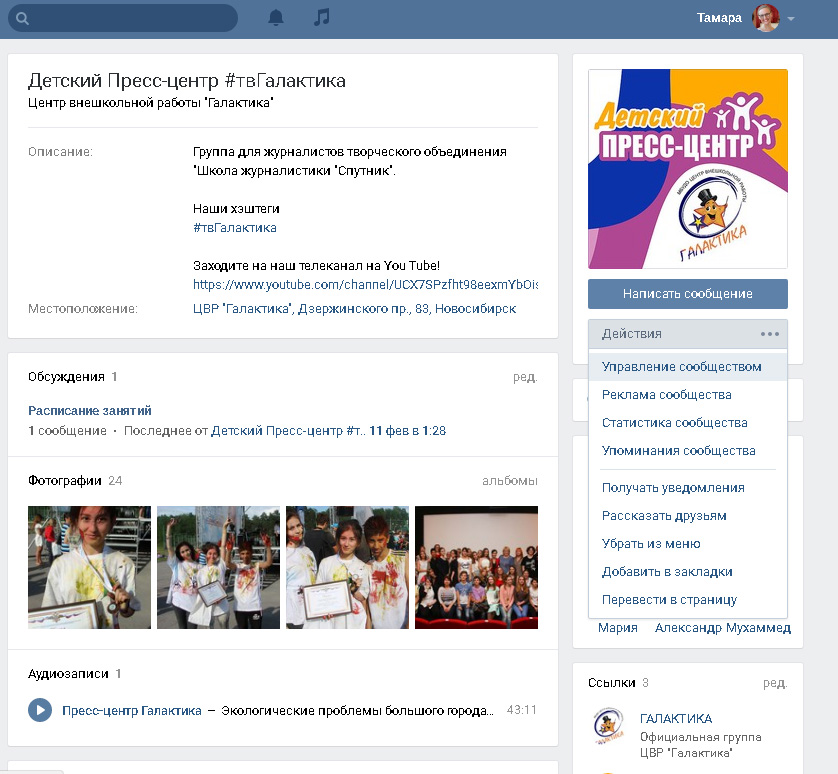 Тамара
Детский Пресс-центр #твГалактика
Центр внешкольной работы "Галактика"
Описание:
Группа для журналистов творческого объединения
"Школа журналистики "Спутник".
Наши хэштеги
#твГалактика
Заходите на наш телеканал на You Tube!
https://www.youtube.com/channel/UCX7SPzfht98eexmYbOis
Местоположение:
ЦВР "Галактика", Дзержинского пр., 83, Новосибирск
Обсуждения 1
ред.
Расписание занятий
1 сообщение · Последнее от Детский Пресс-центр #т.. 11 фев в 1:28
Фотографии 24
альбомы
Аудиозаписи 1
Пресс-центр Галактика – Экологические проблемы большого города...
43:11
Детский
ПРЕСС-ЦЕНТР
ЦЕНТР ВНЕШКОЛЬНОЙ РАБОТЫ
ГАЛАКТИКА
Написать сообщение
Действия
Управление сообществом
Реклама сообщества
Статистика сообщества
Упоминания сообщества
Получать уведомления
Рассказать друзьям
Убрать из меню
Добавить в закладки
Перевести в страницу
Мария
Александр
Мухаммед
Ссылки 3
ред.
ГАЛАКТИКА
Официальная группа
ЦВР "Галактика"